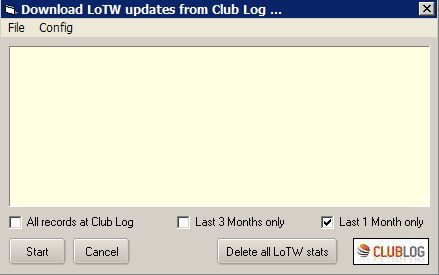 Download LoTW updates from Club Log ...
File Config
All records at Club Log Last 3 Months only Last 1 Month only
Start Cancel Delete all LoTW stats CLUBLOG